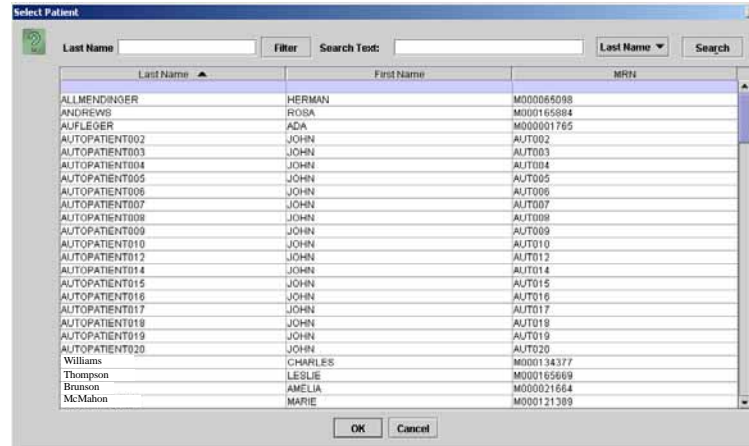 Select Patient
Last Name Filter Search Text: Last Name Search
Last Name First Name MRN
ALLMENDINGER HERMAN M000065098
ANDREWS ROSA M000165884
AUFLEGER ADA M000001765
AUTOPATIENT002 JOHN AUT002
AUTOPATIENT003 JOHN AUT003
AUTOPATIENT004 JOHN AUT004
AUTOPATIENT005 JOHN AUT005
AUTOPATIENT006 JOHN AUT006
AUTOPATIENT007 JOHN AUT007
AUTOPATIENT008 JOHN AUT008
AUTOPATIENT009 JOHN AUT009
AUTOPATIENT010 JOHN AUT010
AUTOPATIENT012 JOHN AUT012
AUTOPATIENT014 JOHN AUT014
AUTOPATIENT015 JOHN AUT015
AUTOPATIENT016 JOHN AUT016
AUTOPATIENT017 JOHN AUT017
AUTOPATIENT018 JOHN AUT018
AUTOPATIENT019 JOHN AUT019
AUTOPATIENT020 JOHN AUT020
Williams CHARLES M000134377
Thompson LESLIE M000165669
Brunson AMELIA M000021664
McMahon MARIE M000121389
OK Cancel